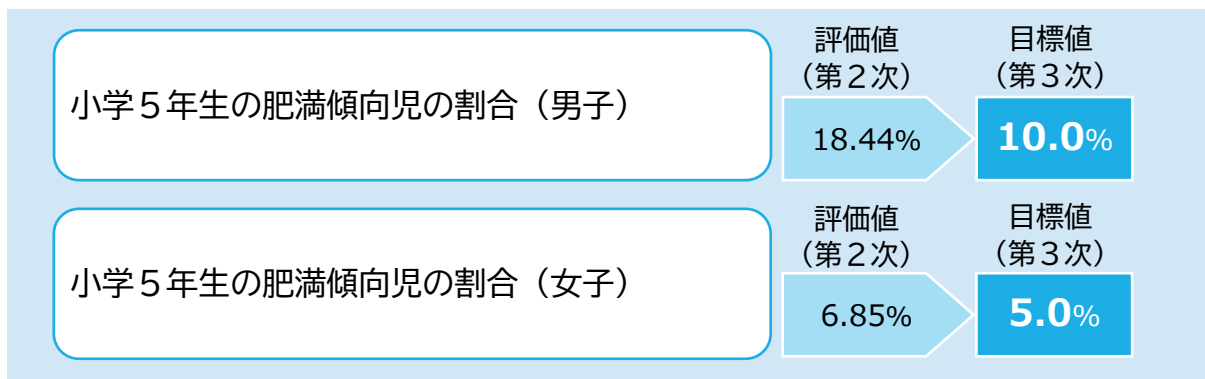 評価値
(第２次)
目標値
(第３次)
小学５年生の肥満傾向児の割合（男子）
18.44%
10.0%
評価値
(第２次)
目標値
(第３次)
小学５年生の肥満傾向児の割合（女子）
6.85%
5.0%